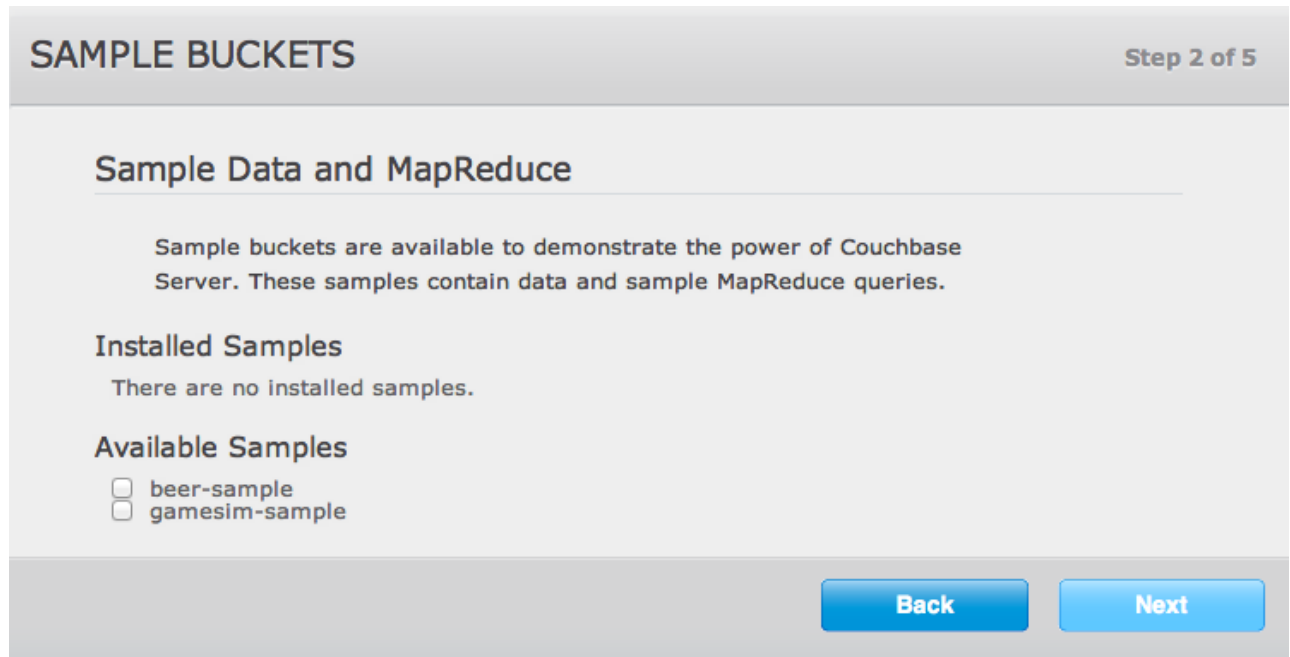 SAMPLE BUCKETS
Step 2 of 5
Sample Data and MapReduce
Sample buckets are available to demonstrate the power of Couchbase
Server. These samples contain data and sample MapReduce queries.
Installed Samples
There are no installed samples.
Available Samples
beer-sample
gamesim-sample
Back
Next